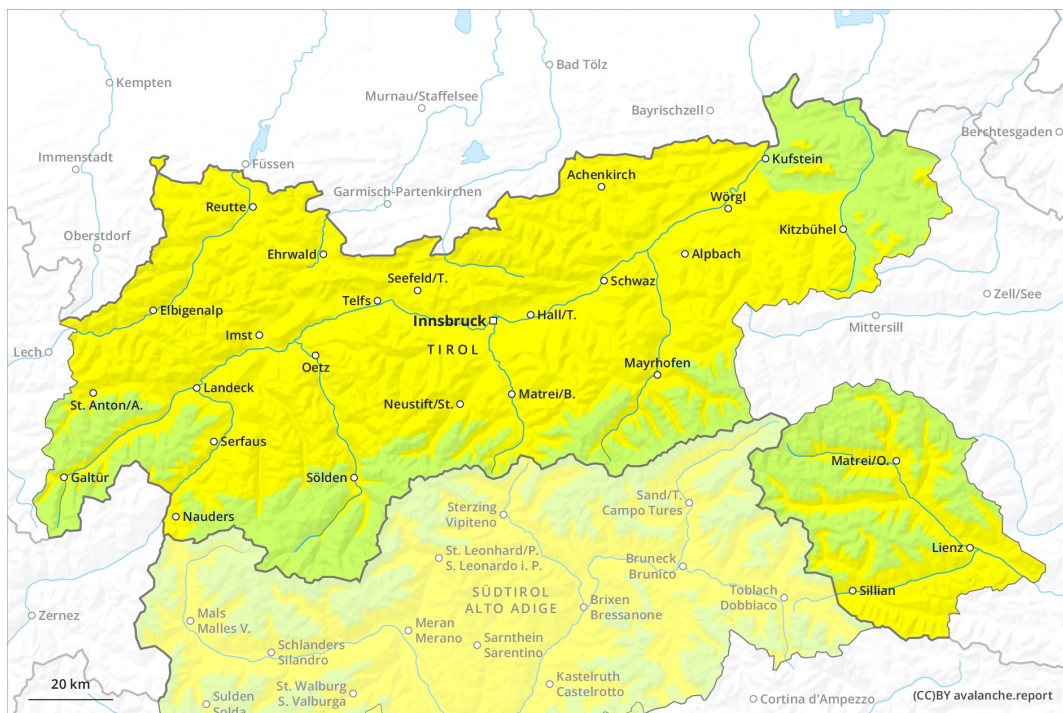 Kempten
Bad Tölz
Murnau/Staffelsee
Bayrischzell
Berchtesgaden
Immenstadt
Füssen
Kufstein
Garmisch-Partenkirchen
Achenkirch
Reutte
Wörgl
Oberstdorf
Kitzbühel
Ehrwald
Alpbach
Seefeld/T.
Schwaz
Telfs
Zell/See
Elbigenalp
Innsbruck
Hall/T.
Mittersill
Imst
TIROL
Lech
Oetz
Mayrhofen
Landeck
Matrei/B.
St. Anton/A.
Neustift/St.
Serfaus
Matrei/O.
Galtür
Sölden
Sand/T.
Campo Tures
Sterzing
Vipiteno
Nauders
Lienz
St. Leonhard/P.
S. Leonardo i. P.
Bruneck
Brunico
Sillian
SÜDTIROL
ALTO ADIGE
Toblach
Dobbiaco
Brixen
Bressanone
Zernez
Mals
Malles V.
Meran
Merano
Sarnthein
Sarentino
Schlanders
Silandro
Kastelruth
Castelrotto
St. Walburg
S. Valburga
20 km
Sulden
Solda
Cortina d'Ampezzo
(CC)BY avalanche.report